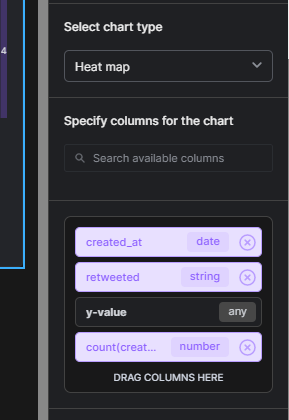 4
Select chart type
Heat map
Specify columns for the chart
Search available columns
created_at date
retweeted string
y-value any
count(creat... number
DRAG COLUMNS HERE